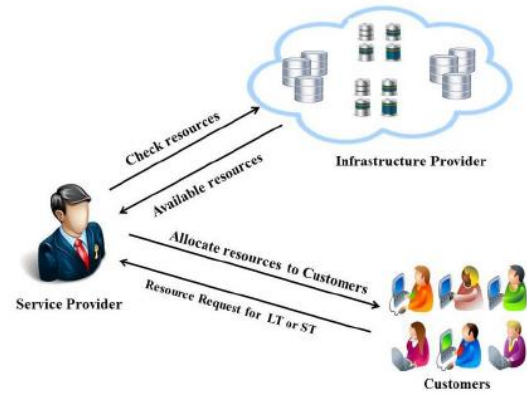 Check resources
Infrastructure Provider
Available resources
Allocate resources to Customers
Service Provider
Resource Request for LT or ST
Customers